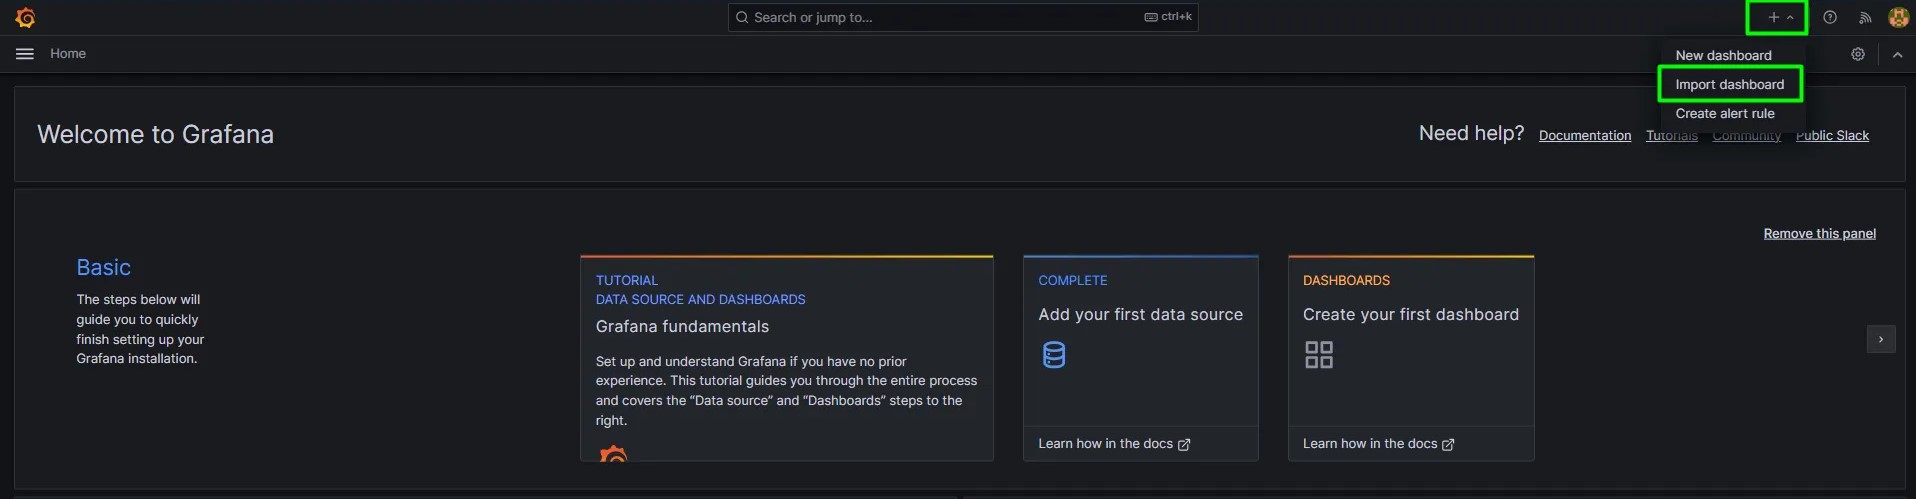 Search or jump to...
ctrl+k
Home
New dashboard
Import dashboard
Create alert rule
Welcome to Grafana
Need help?
Documentation
Tutorials
Community
Public Slack
Remove this panel
Basic
The steps below will
guide you to quickly
finish setting up your
Grafana installation.
TUTORIAL
DATA SOURCE AND DASHBOARDS
Grafana fundamentals
Set up and understand Grafana if you have no prior
experience. This tutorial guides you through the entire process
and covers the “Data source” and “Dashboards” steps to the
right.
COMPLETE
Add your first data source
Learn how in the docs
DASHBOARDS
Create your first dashboard
Learn how in the docs